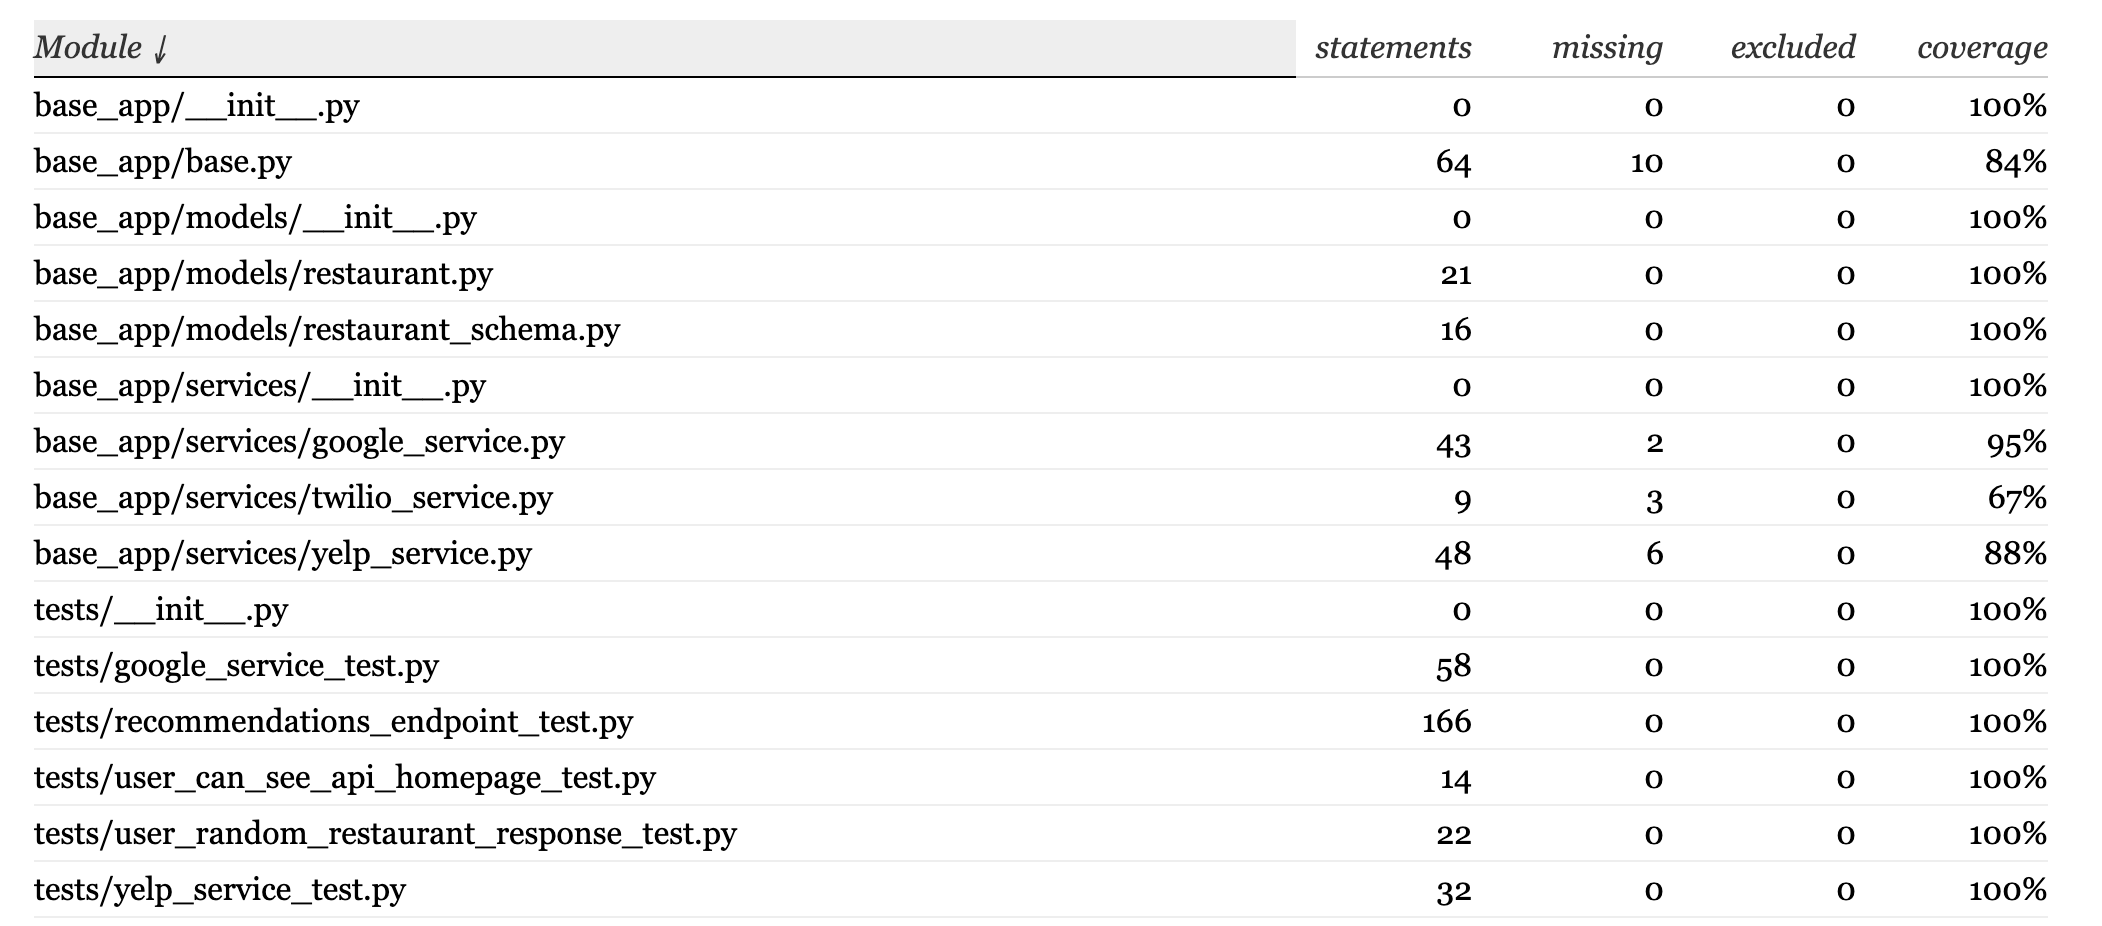 Module ↓ statements missing excluded coverage
base_app/__init__.py 0 0 0 100%
base_app/base.py 64 10 0 84%
base_app/models/__init__.py 0 0 0 100%
base_app/models/restaurant.py 21 0 0 100%
base_app/models/restaurant_schema.py 16 0 0 100%
base_app/services/__init__.py 0 0 0 100%
base_app/services/google_service.py 43 2 0 95%
base_app/services/twilio_service.py 9 3 0 67%
base_app/services/yelp_service.py 48 6 0 88%
tests/__init__.py 0 0 0 100%
tests/google_service_test.py 58 0 0 100%
tests/recommendations_endpoint_test.py 166 0 0 100%
tests/user_can_see_api_homepage_test.py 14 0 0 100%
tests/user_random_restaurant_response_test.py 22 0 0 100%
tests/yelp_service_test.py 32 0 0 100%